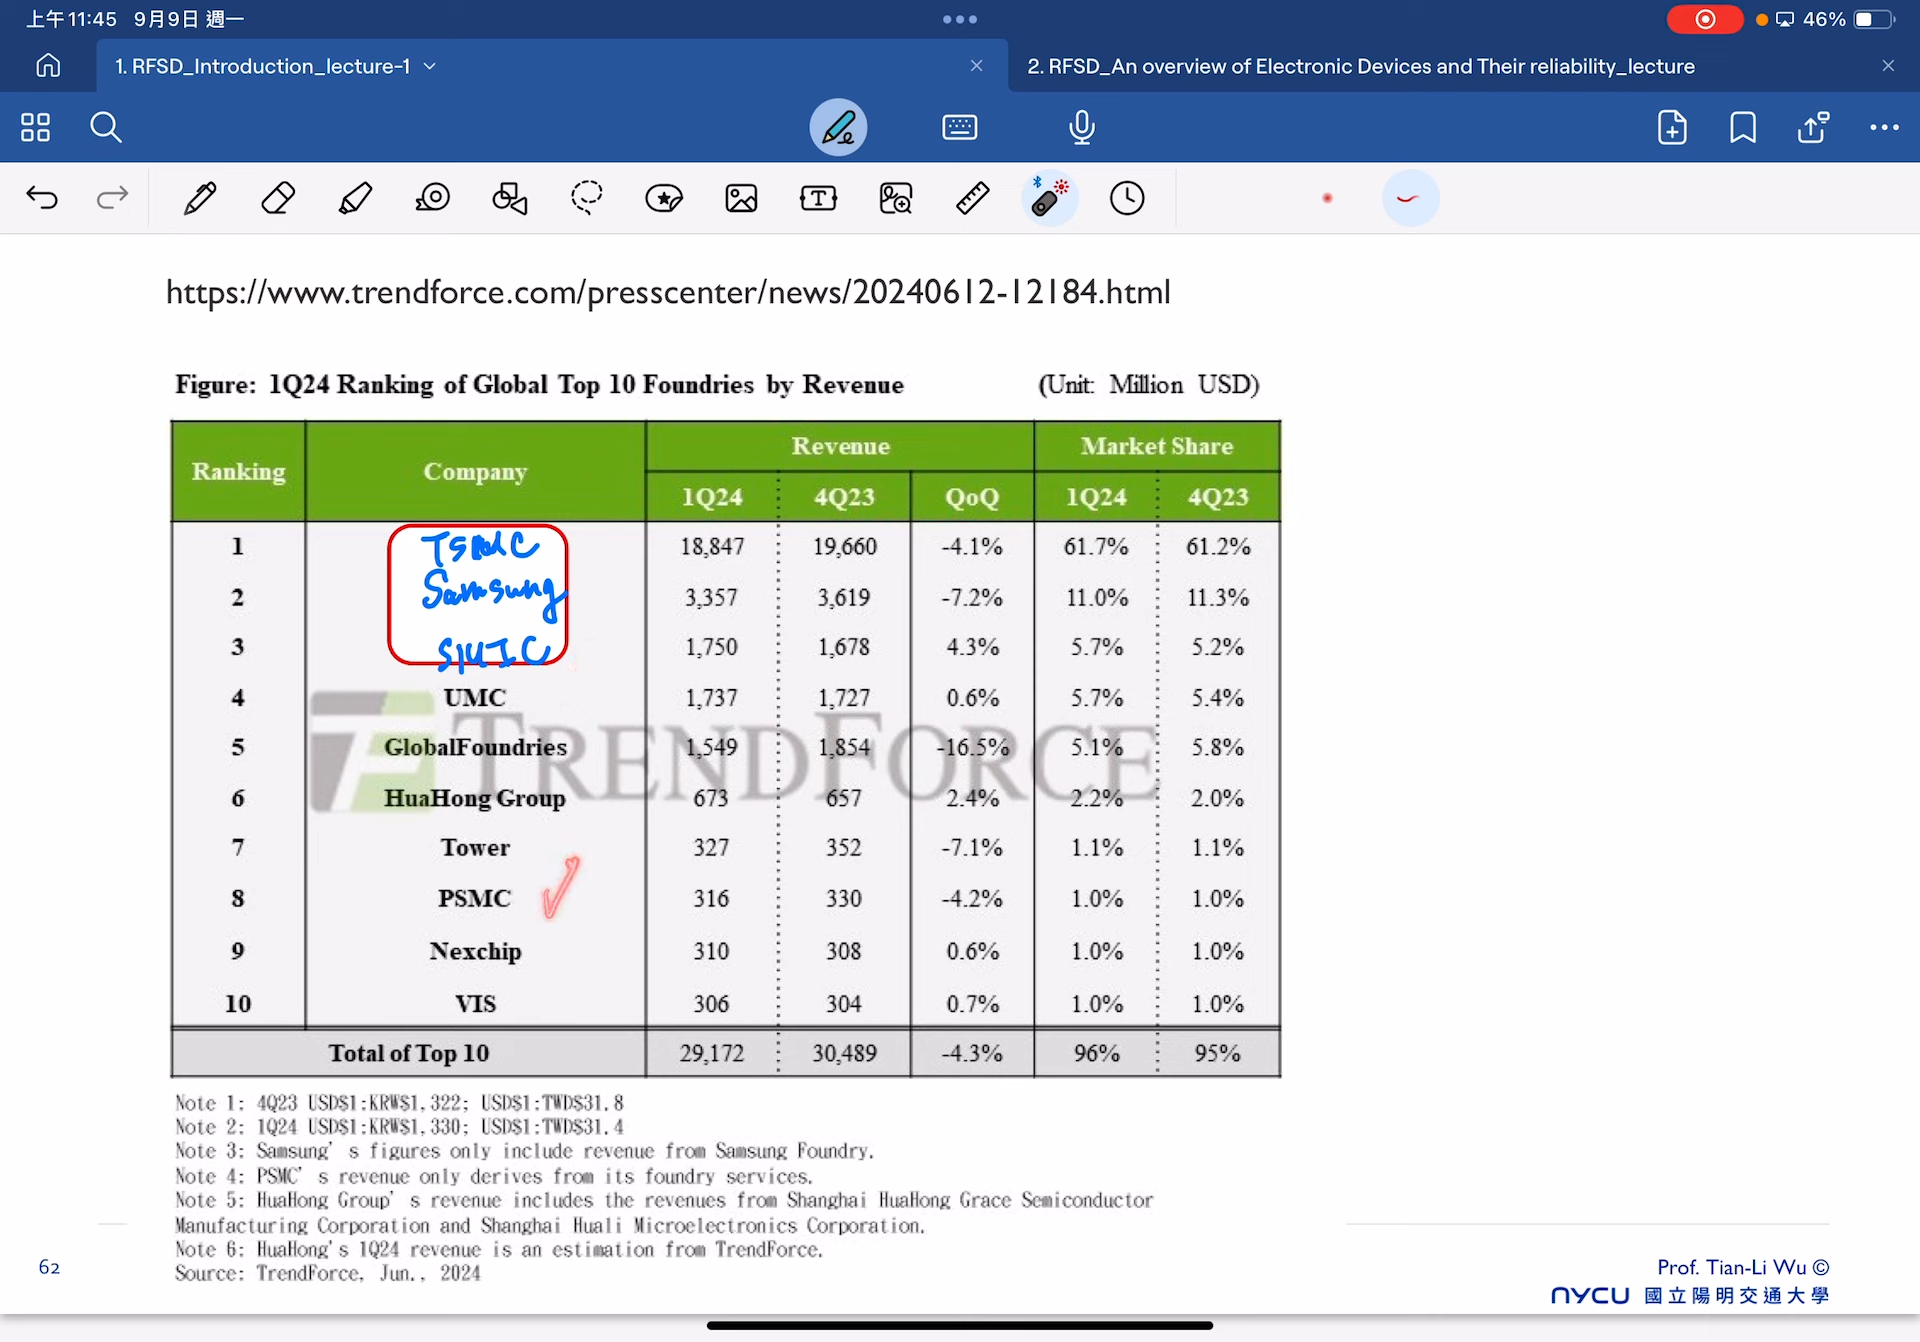 上午11:45 9月9日 週一
46%
1. RFSD_Introduction_lecture-1
2. RFSD_An overview of Electronic Devices and Their reliability_lecture
https://www.trendforce.com/presscenter/news/20240612-12184.html
Figure: 1Q24 Ranking of Global Top 10 Foundries by Revenue (Unit: Million USD)
Ranking Company Revenue Market Share
1Q24 4Q23 QoQ 1Q24 4Q23
1 TSMC 18,847 19,660 -4.1% 61.7% 61.2%
2 Samsung 3,357 3,619 -7.2% 11.0% 11.3%
3 SMIC 1,750 1,678 4.3% 5.7% 5.2%
4 UMC 1,737 1,727 0.6% 5.7% 5.4%
5 GlobalFoundries 1,549 1,854 -16.5% 5.1% 5.8%
6 HuaHong Group 673 657 2.4% 2.2% 2.0%
7 Tower 327 352 -7.1% 1.1% 1.1%
8 PSMC 316 330 -4.2% 1.0% 1.0%
9 Nexchip 310 308 0.6% 1.0% 1.0%
10 VIS 306 304 0.7% 1.0% 1.0%
Total of Top 10 29,172 30,489 -4.3% 96% 95%
TRENDFORCE
Note 1: 4Q23 USD$1:KRW$1,322; USD$1:TWD$31.8
Note 2: 1Q24 USD$1:KRW$1,330; USD$1:TWD$31.4
Note 3: Samsung's figures only include revenue from Samsung Foundry.
Note 4: PSMC's revenue only derives from its foundry services.
Note 5: HuaHong Group's revenue includes the revenues from Shanghai HuaHong Grace Semiconductor
Manufacturing Corporation and Shanghai Huali Microelectronics Corporation.
Note 6: HuaHong's 1Q24 revenue is an estimation from TrendForce.
Source: TrendForce, Jun., 2024
62
Prof. Tian-Li Wu ©
NYCU 國立陽明交通大學